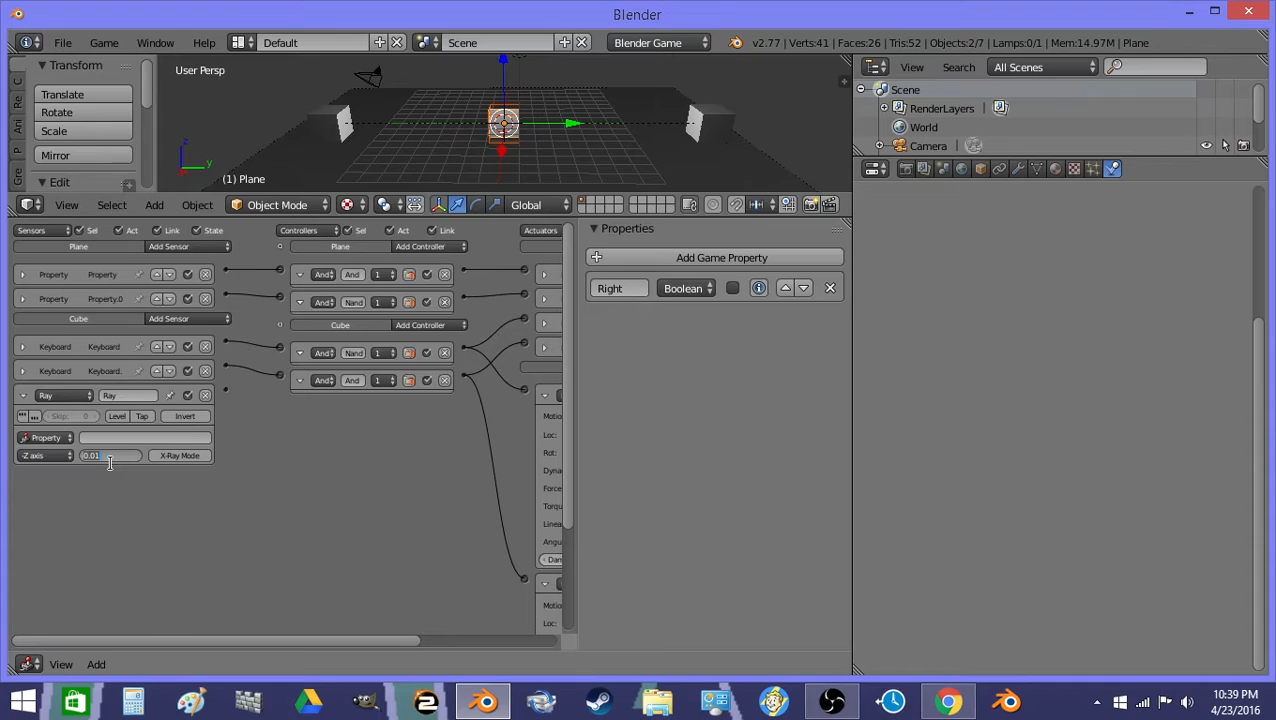 Blender
File Game Window Help Default Scene Blender Game v2.77 | Verts:41 | Faces:26 | Tris:52 | Objects:2/7 | Lamps:0/1 | Mem:14.97M | Plane
Transform
Translate
Rotate
Scale
Mirror
Edit
User Persp
(1) Plane
View Select Add Object Object Mode Global
View Search All Scenes
Scene
RenderLayers
World
Camera
Sensors Sel Act Link State Controllers Sel Act Link Actuators
Plane Add Sensor Plane Add Controller
Property Property And And 1
Property Property.0 And Nand 1
Cube Add Sensor Cube Add Controller
Keyboard Keyboard And Nand 1
Keyboard Keyboard. And And 1
Ray Ray
Skip: 0 Level Tap Invert
Property
-Z axis 0.01 X-Ray Mode
Motio
Loc:
Rot:
Dyna
Force
Torqu
Linea
Angu
Dan
Motio
Loc:
Properties
Add Game Property
Right Boolean
View Add
10:39 PM
4/23/2016